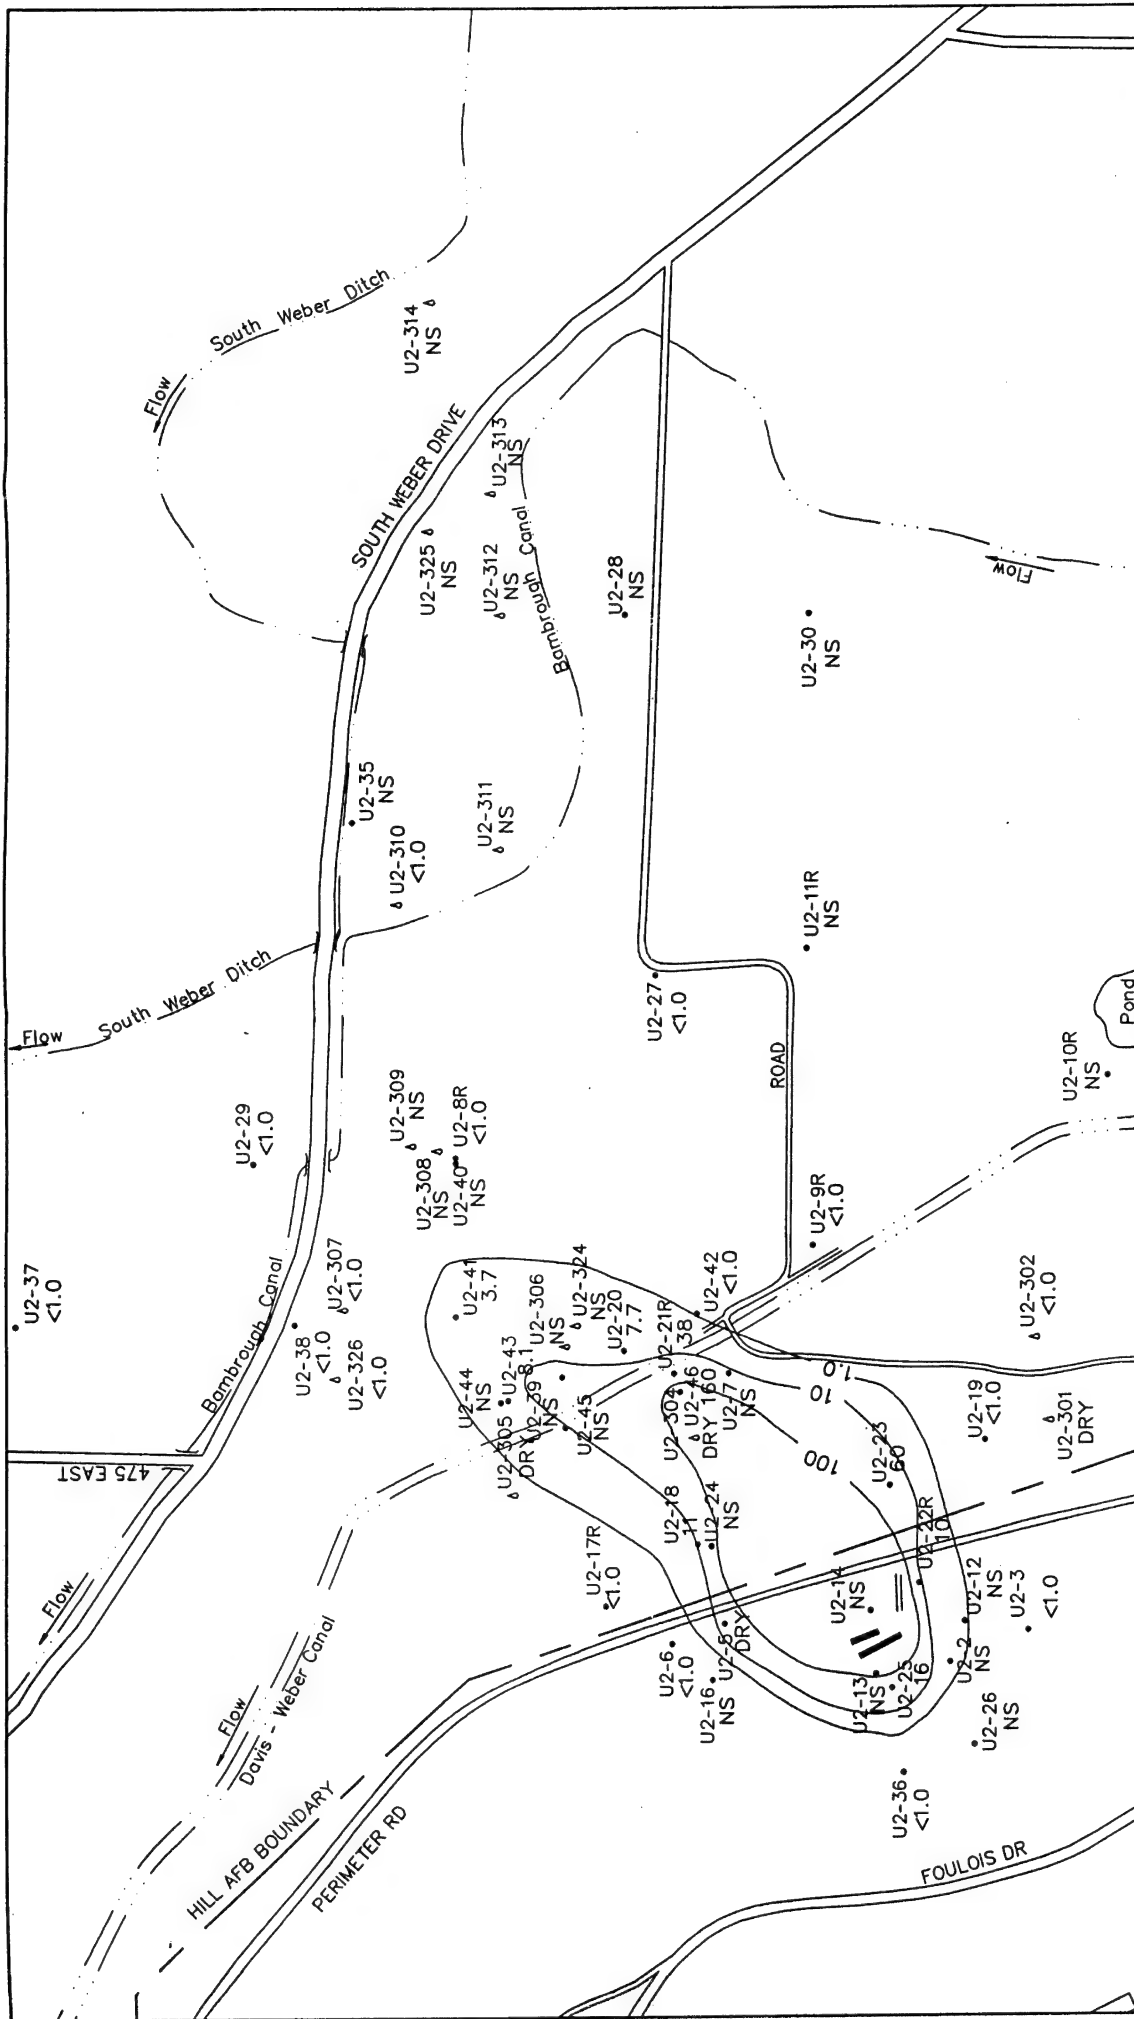 South Weber Ditch
Flow
U2-314
NS
SOUTH WEBER DRIVE
U2-313
NS
U2-325
NS
U2-312
NS
Bambrough Canal
U2-28
NS
Flow
U2-30
NS
U2-35
NS
U2-310
<1.0
U2-311
NS
U2-11R
NS
South Weber Ditch
Flow
U2-27
<1.0
Pond
U2-10R
NS
ROAD
U2-29
<1.0
U2-309
NS
U2-8R
<1.0
U2-308
NS
U2-40
NS
U2-9R
<1.0
U2-37
<1.0
Bambrough Canal
U2-307
<1.0
U2-38
<1.0
U2-326
<1.0
U2-41
3.7
U2-306
NS
U2-324
NS
U2-20
7.7
U2-42
<1.0
U2-21R
38
U2-302
<1.0
U2-44
NS
U2-43
8.1
U2-39
NS
U2-305
DRY
U2-45
NS
U2-46
160
U2-304
DRY
U2-7
NS
1.0
10
100
U2-19
<1.0
U2-301
DRY
U2-23
60
475 EAST
U2-18
11
U2-24
NS
U2-22R
10
U2-17R
<1.0
U2-14
NS
U2-12
NS
U2-3
<1.0
Flow
U2-6
<1.0
U2-5
DRY
U2-16
NS
U2-13
NS
U2-25
16
U2-2
NS
U2-26
NS
Flow
Davis - Weber Canal
U2-36
<1.0
HILL AFB BOUNDARY
PERIMETER RD
FOULOIS DR